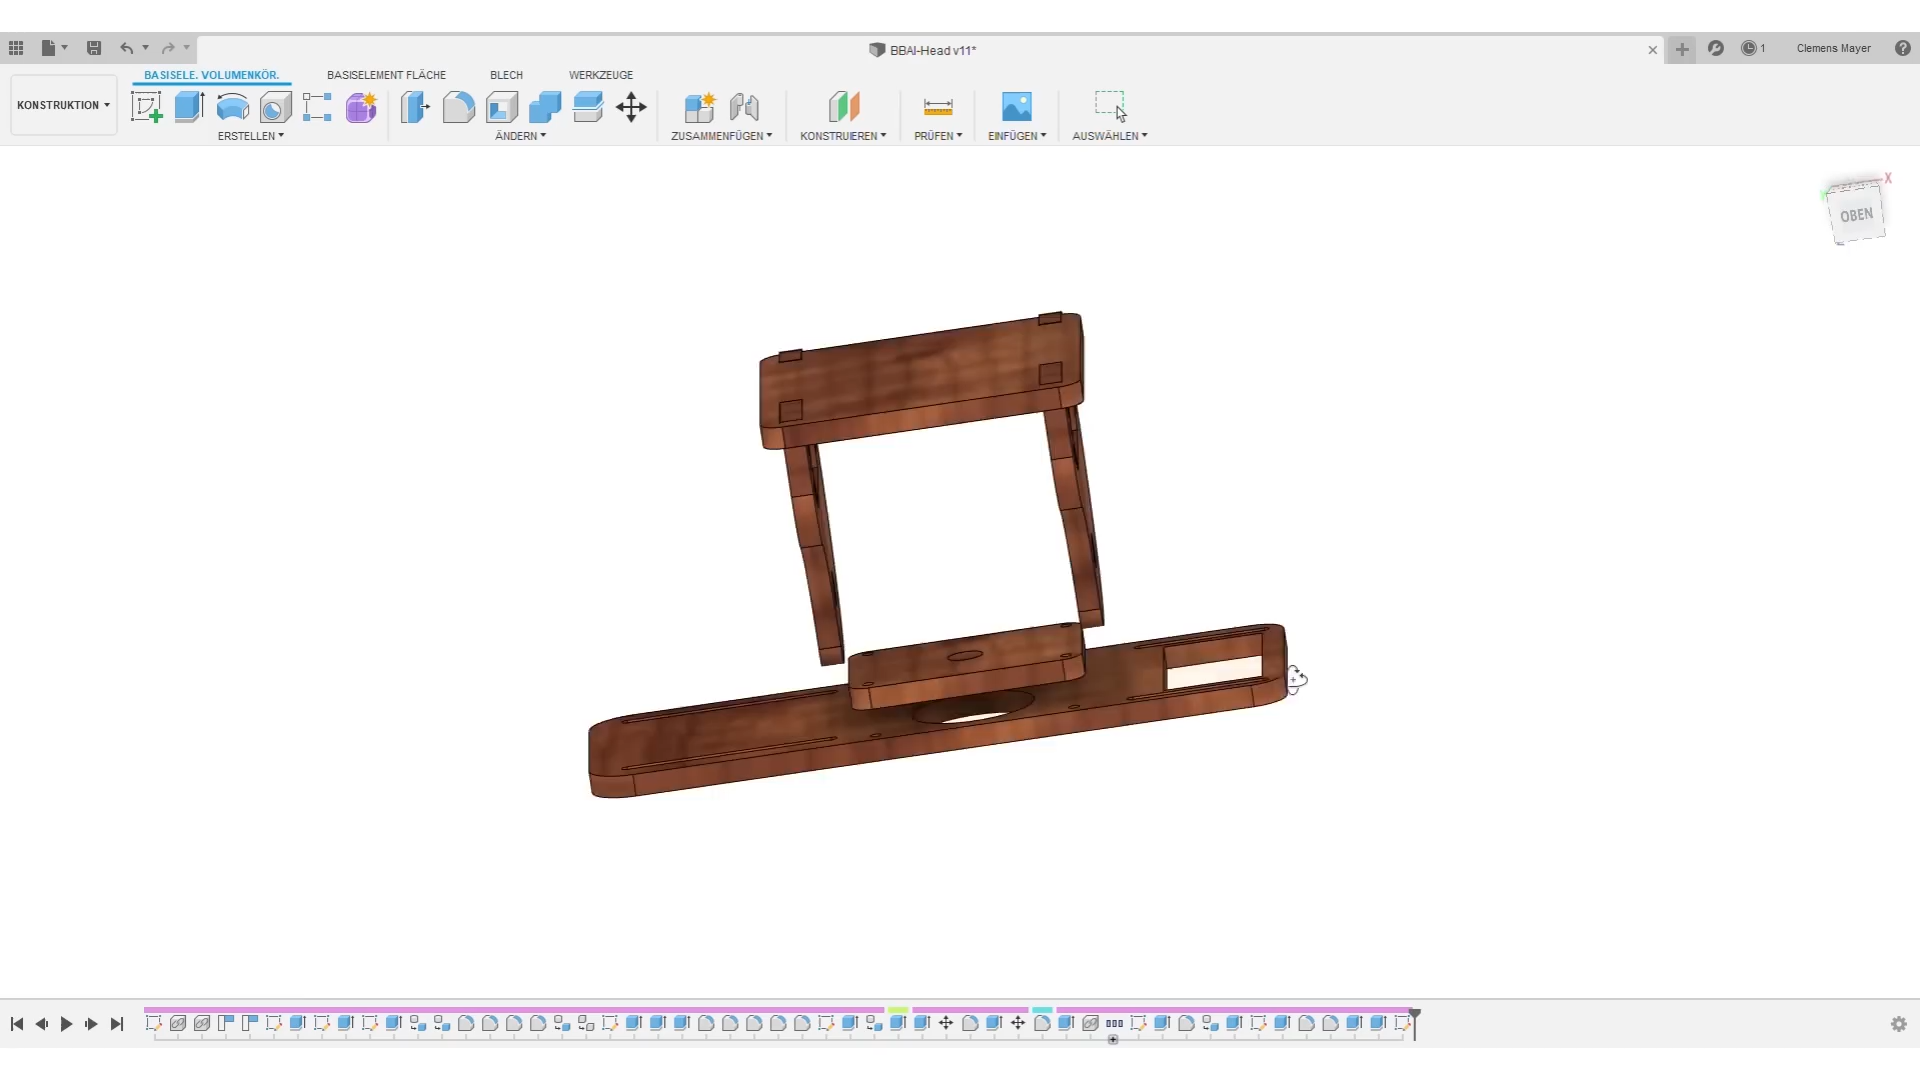 BBAI-Head v11*
1
Clemens Mayer
KONSTRUKTION
BASISELE. VOLUMENKÖR.
BASISELEMENT FLÄCHE
BLECH
WERKZEUGE
ERSTELLEN
ÄNDERN
ZUSAMMENFÜGEN
KONSTRUIEREN
PRÜFEN
EINFÜGEN
AUSWÄHLEN
X
OBEN